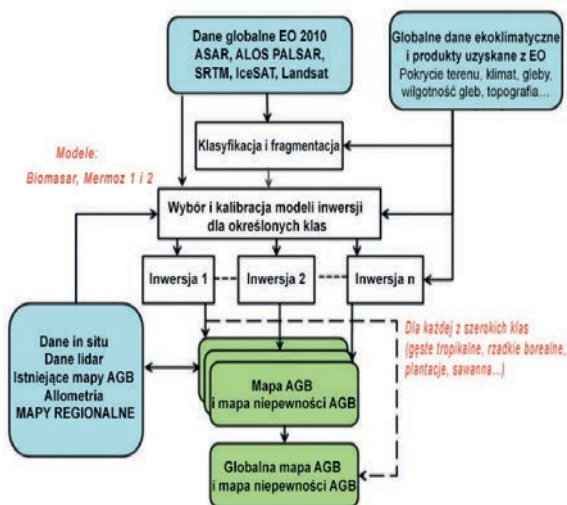 Dane globalne EO 2010
ASAR, ALOS PALSAR,
SRTM, IceSAT, Landsat
Globalne dane ekoklimatyczne
i produkty uzyskane z EO
Pokrycie terenu, klimat, gleby,
wilgotność gleb, topografia...
Klasyfikacja i fragmentacja
Modele:
Biomasar, Mermoz 1 i 2
Wybór i kalibracja modeli inwersji
dla określonych klas
Inwersja 1
Inwersja 2
Inwersja n
Dane in situ
Dane lidar
Istniejące mapy AGB
Allometria
MAPY REGIONALNE
Dla każdej z szerokich klas
(gęste tropikalne, rzadkie borealne,
plantacje, sawanna...)
Mapa AGB
i mapa niepewności AGB
Globalna mapa AGB
i mapa niepewności AGB